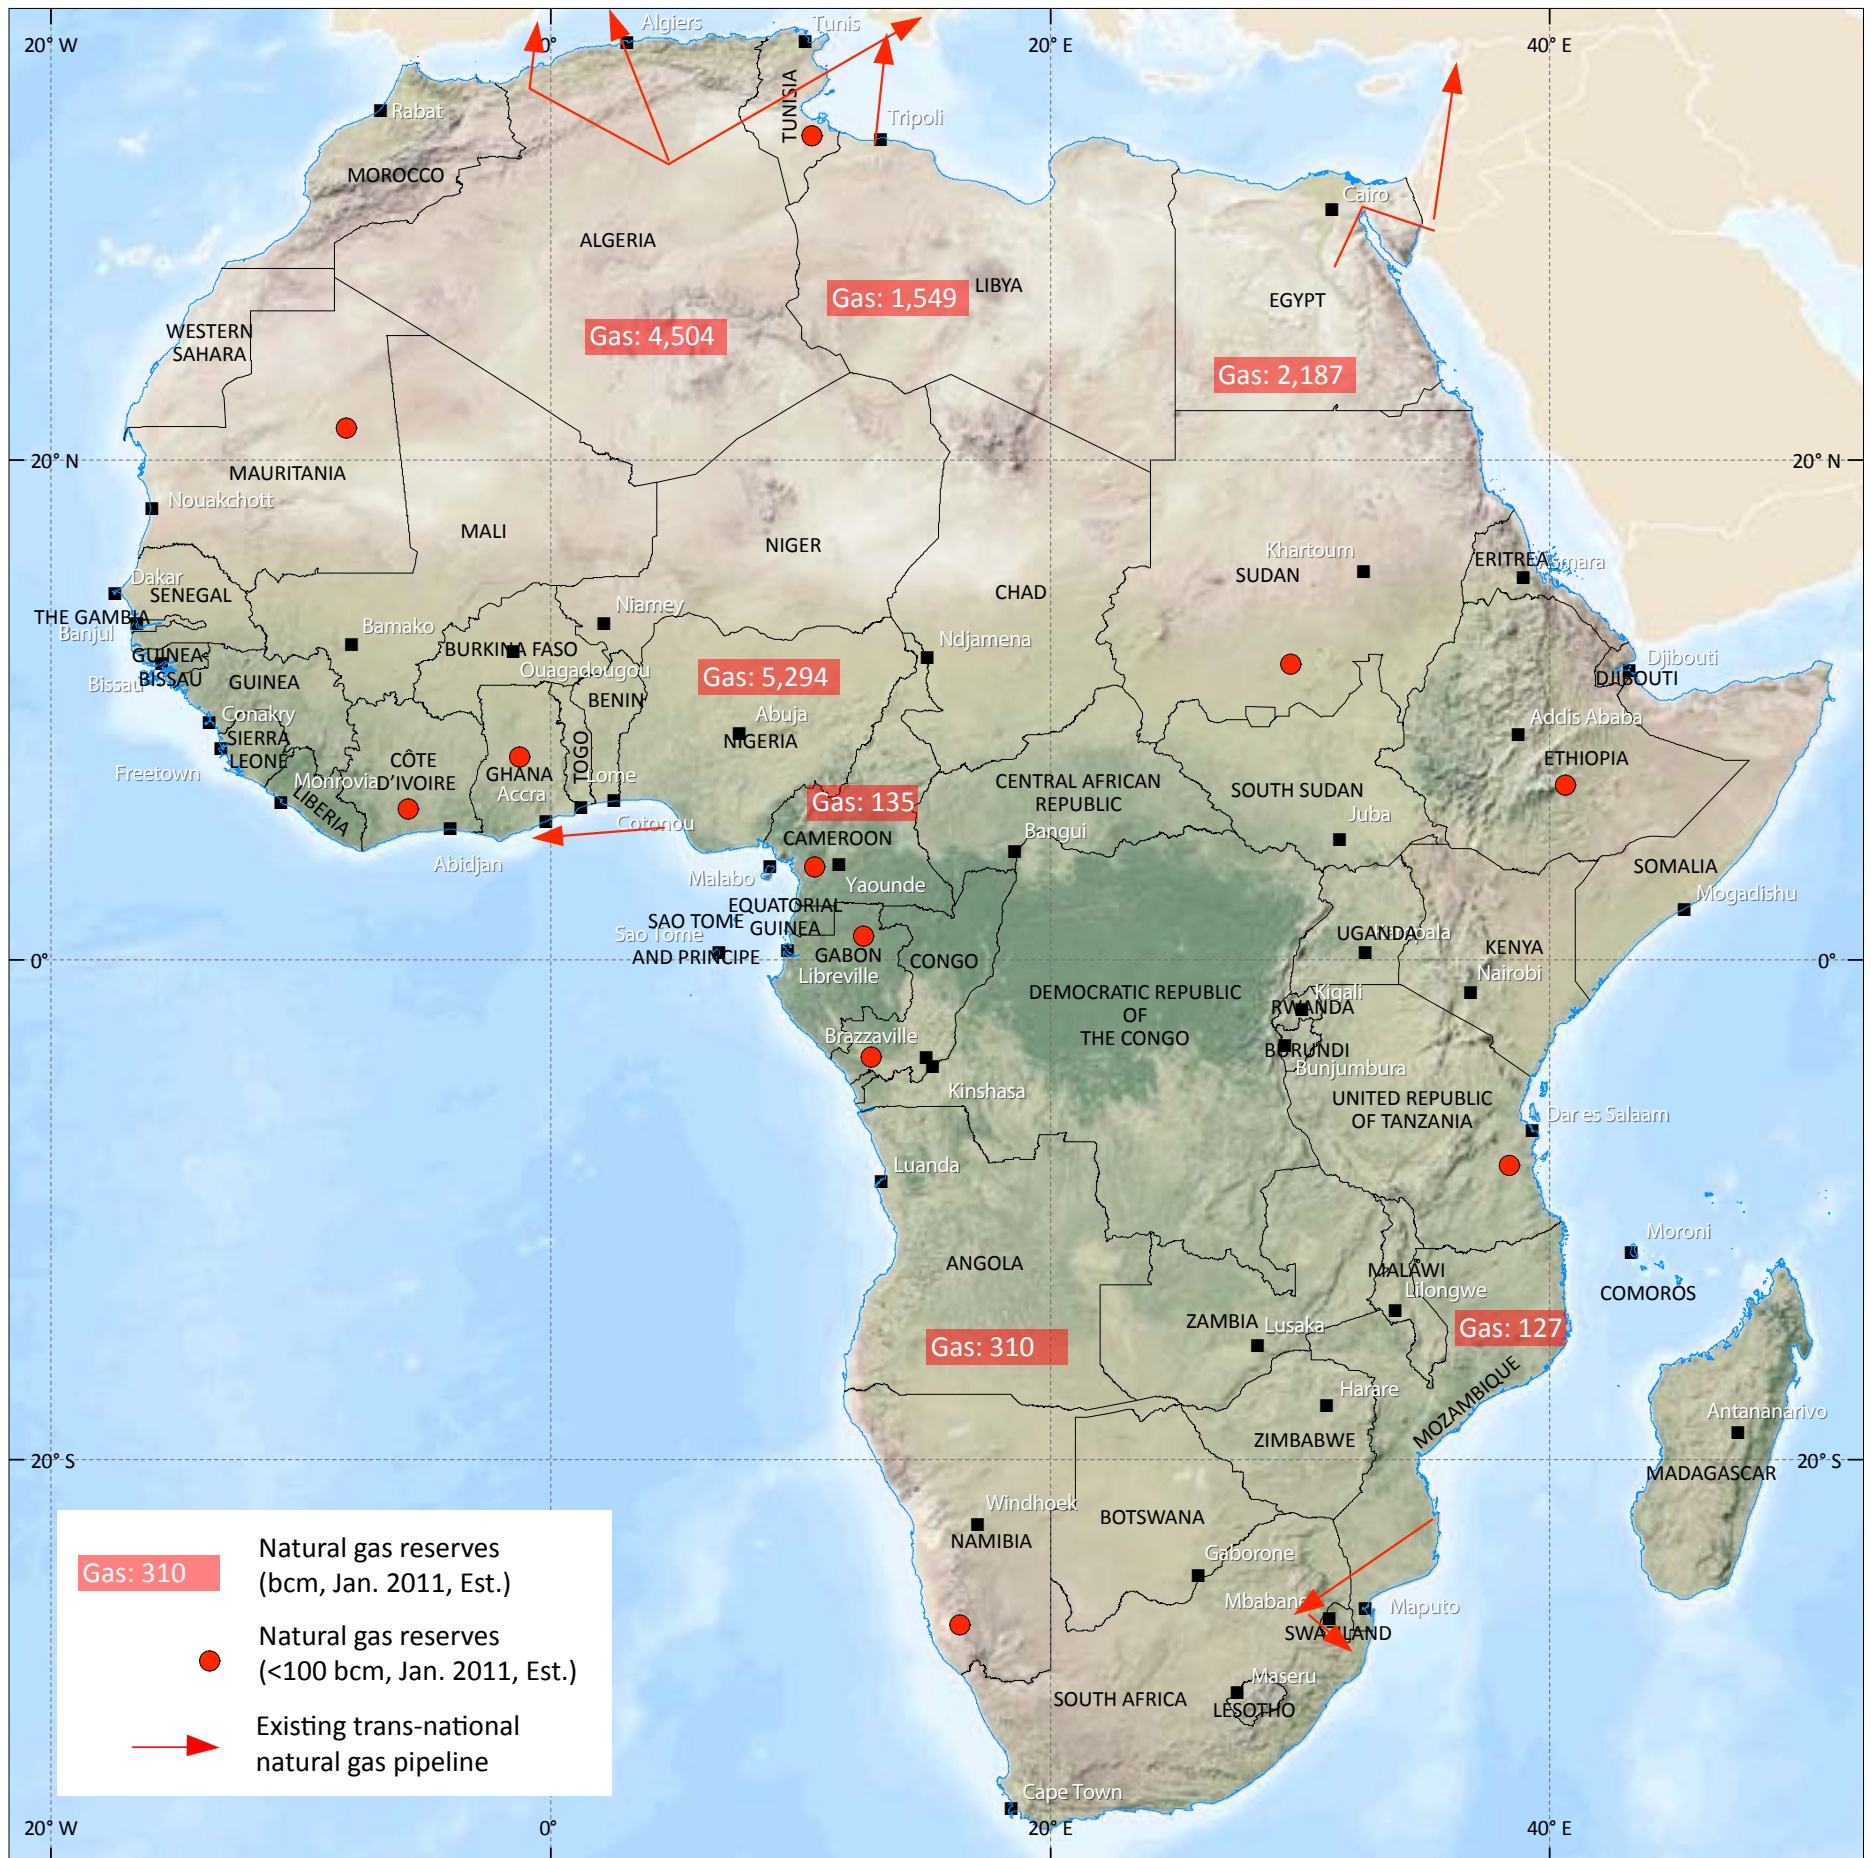 20° W
0°
20° E
40° E
Algiers
Tunis
Rabat
TUNISIA
Tripoli
MOROCCO
Cairo
ALGERIA
LIBYA
EGYPT
Gas: 1,549
Gas: 4,504
Gas: 2,187
WESTERN
SAHARA
20° N
20° N
MAURITANIA
Nouakchott
MALI
NIGER
CHAD
Khartoum
SUDAN
ERITREA
Asmara
Dakar
SENEGAL
THE GAMBIA
Banjul
GUINEA-
BISSAU
Bissau
GUINEA
Bamako
Niamey
BURKINA FASO
Ouagadougou
Ndjamena
Gas: 5,294
BENIN
Abuja
NIGERIA
Djibouti
DJIBOUTI
Addis Ababa
ETHIOPIA
Conakry
SIERRA
LEONE
Freetown
Monrovia
LIBERIA
CÔTE
D'IVOIRE
GHANA
Accra
TOGO
Lome
Cotonou
Abidjan
Gas: 135
CAMEROON
Yaounde
CENTRAL AFRICAN
REPUBLIC
Bangui
SOUTH SUDAN
Juba
SOMALIA
Mogadishu
Malabo
EQUATORIAL
GUINEA
SAO TOME
AND PRINCIPE
Sao Tome
GABON
Libreville
CONGO
UGANDA
Kampala
KENYA
Nairobi
0°
0°
DEMOCRATIC REPUBLIC
OF
THE CONGO
Kigali
RWANDA
BURUNDI
Bunjumbura
Brazzaville
Kinshasa
UNITED REPUBLIC
OF TANZANIA
Dar es Salaam
Luanda
ANGOLA
Gas: 310
MALAWI
Lilongwe
Moroni
COMOROS
ZAMBIA
Lusaka
Gas: 127
MOZAMBIQUE
Harare
ZIMBABWE
Antananarivo
MADAGASCAR
20° S
20° S
Windhoek
NAMIBIA
BOTSWANA
Gaborone
Mbabane
SWAZILAND
Maputo
Maseru
LESOTHO
SOUTH AFRICA
Cape Town
Gas: 310
Natural gas reserves
(bcm, Jan. 2011, Est.)
Natural gas reserves
(<100 bcm, Jan. 2011, Est.)
Existing trans-national
natural gas pipeline
20° W
0°
20° E
40° E